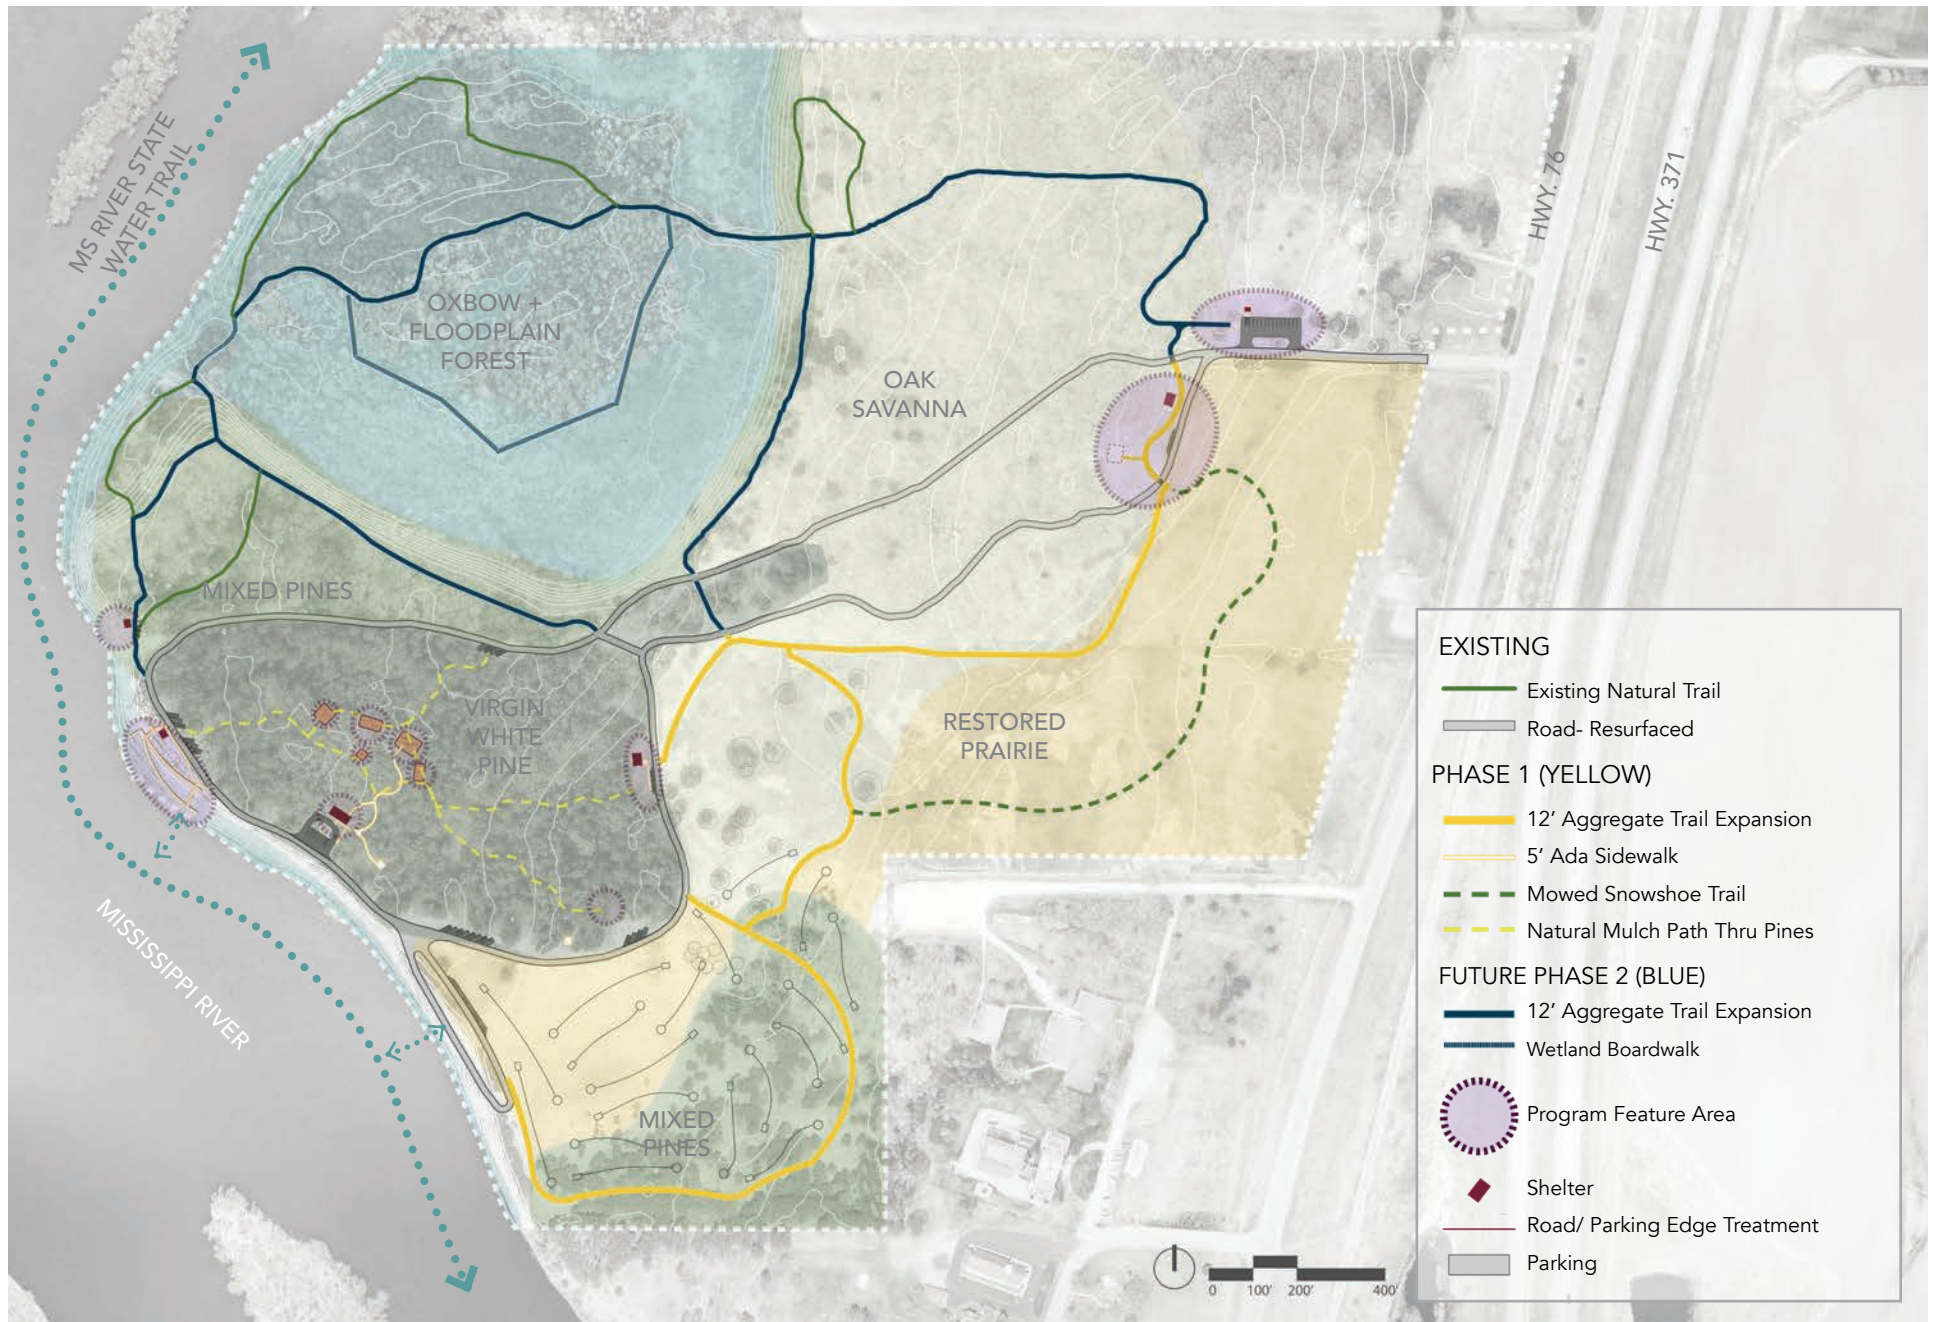 MS RIVER STATE
WATER TRAIL
HWY. 76
HWY. 371
OXBOW +
FLOODPLAIN
FOREST
OAK
SAVANNA
MIXED PINES
VIRGIN
WHITE
PINE
RESTORED
PRAIRIE
MISSISSIPPI RIVER
MIXED
PINES
EXISTING
Existing Natural Trail
Road- Resurfaced
PHASE 1 (YELLOW)
12' Aggregate Trail Expansion
5' Ada Sidewalk
Mowed Snowshoe Trail
Natural Mulch Path Thru Pines
FUTURE PHASE 2 (BLUE)
12' Aggregate Trail Expansion
Wetland Boardwalk
Program Feature Area
Shelter
Road/ Parking Edge Treatment
Parking
0 100' 200' 400'